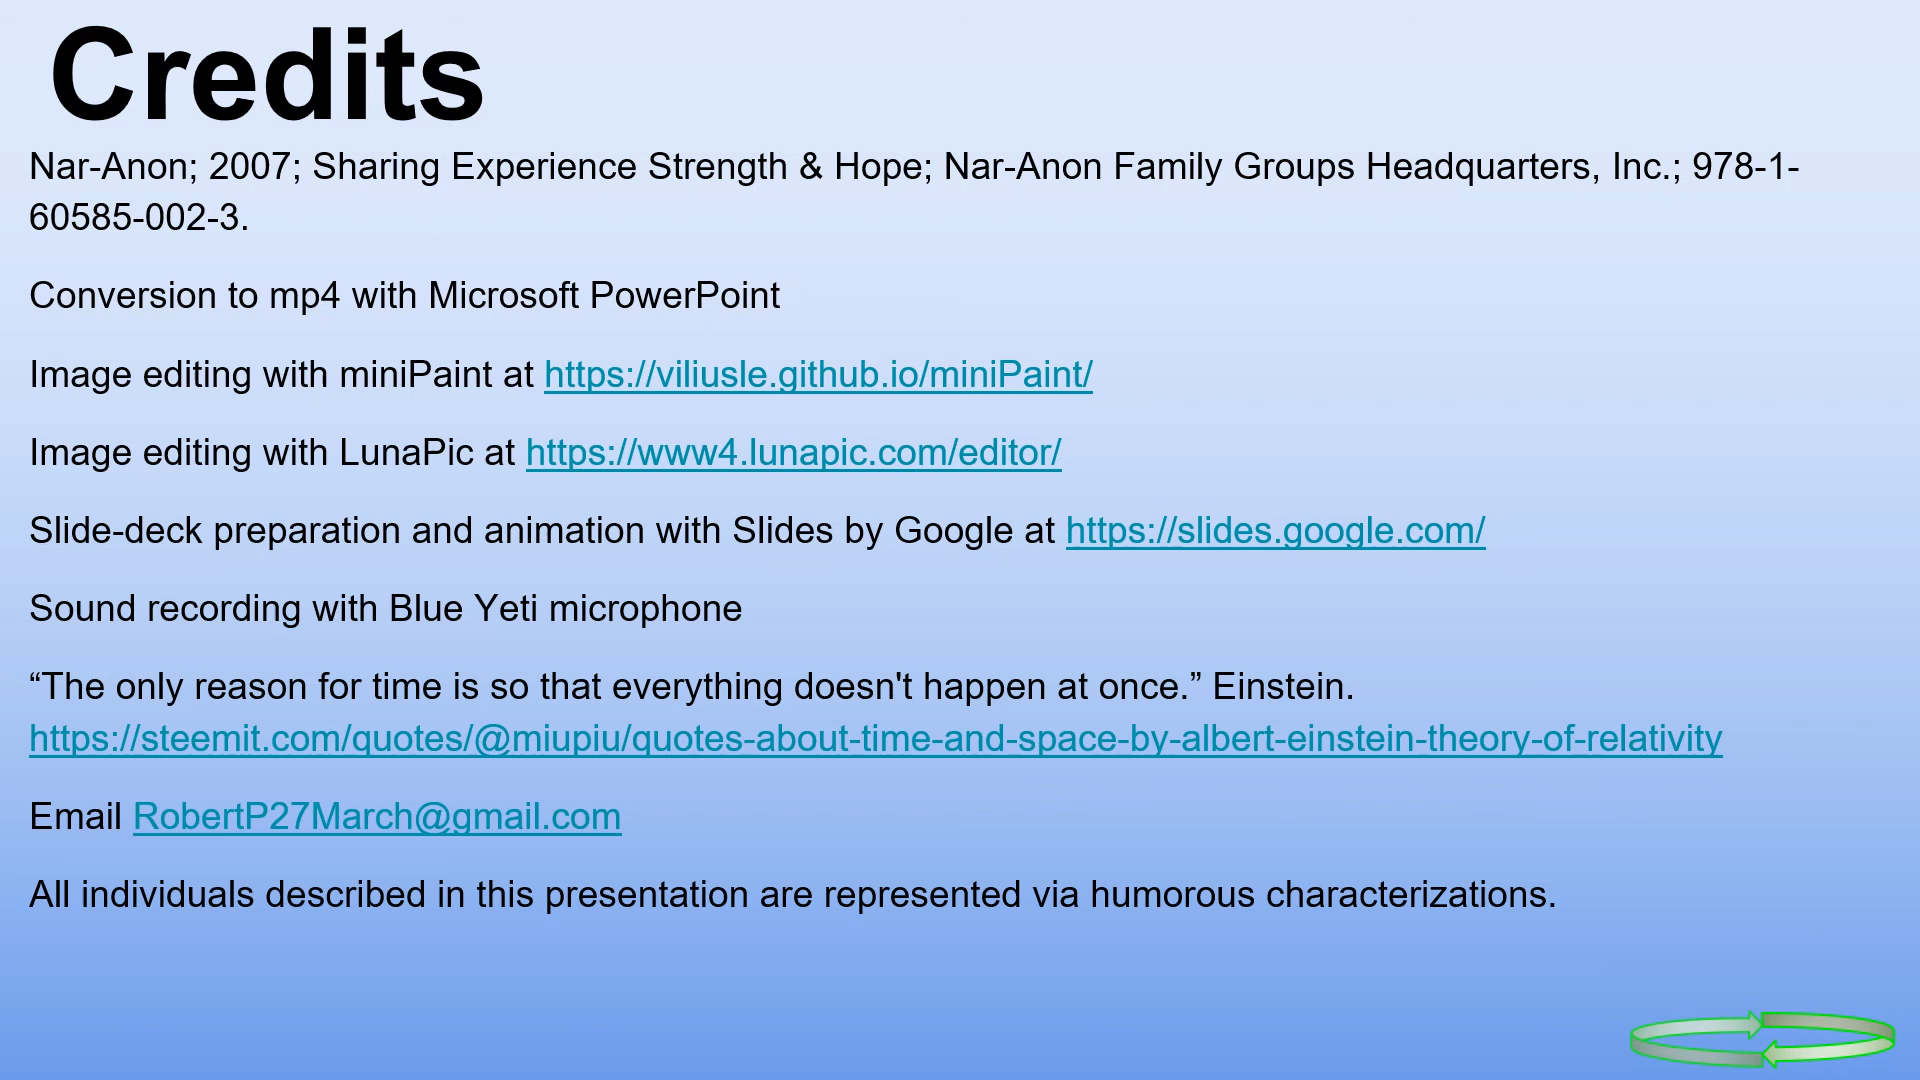 Credits
Nar-Anon; 2007; Sharing Experience Strength & Hope; Nar-Anon Family Groups Headquarters, Inc.; 978-1-
60585-002-3.
Conversion to mp4 with Microsoft PowerPoint
Image editing with miniPaint at https://viliusle.github.io/miniPaint/
Image editing with LunaPic at https://www4.lunapic.com/editor/
Slide-deck preparation and animation with Slides by Google at https://slides.google.com/
Sound recording with Blue Yeti microphone
“The only reason for time is so that everything doesn't happen at once.” Einstein.
https://steemit.com/quotes/@miupiu/quotes-about-time-and-space-by-albert-einstein-theory-of-relativity
Email RobertP27March@gmail.com
All individuals described in this presentation are represented via humorous characterizations.